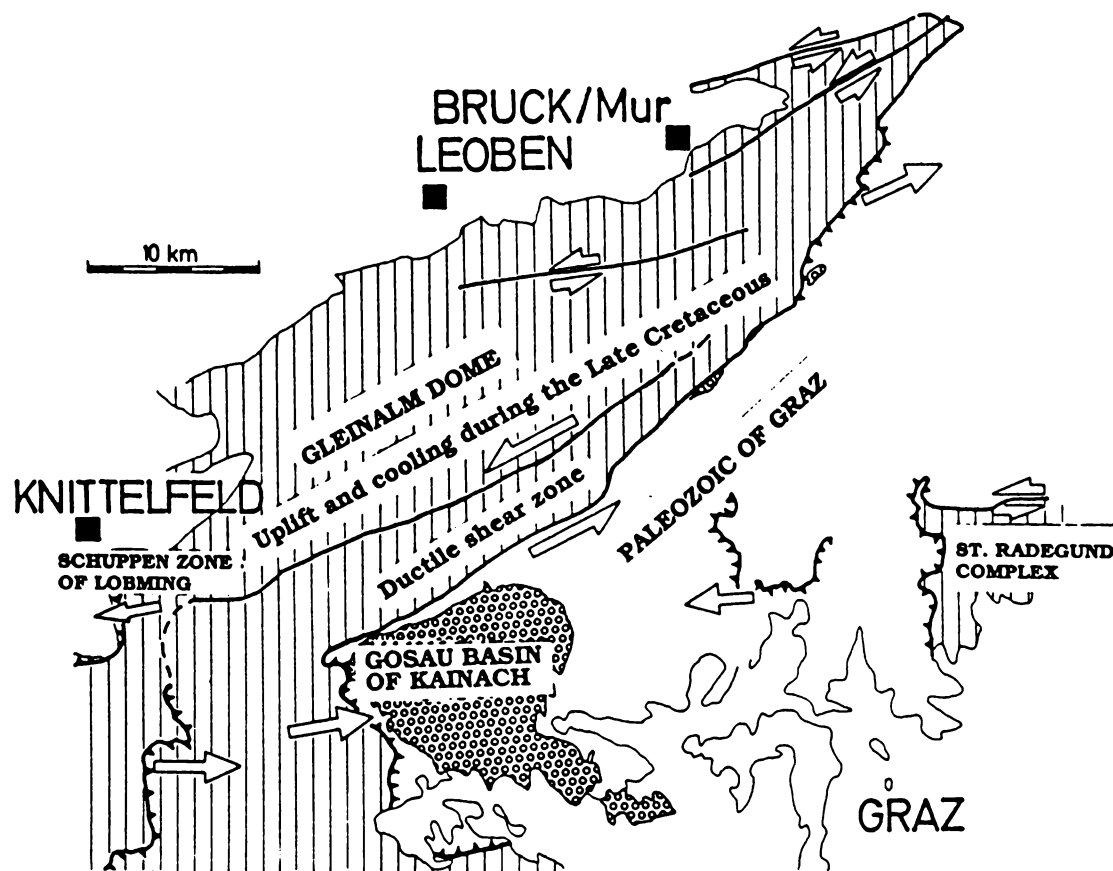 BRUCK/Mur
LEOBEN
10 km
GLEINALM DOME
Uplift and cooling during the Late Cretaceous
Ductile shear zone
PALEOZOIC OF GRAZ
KNITTELFELD
SCHUPPEN ZONE
OF LOBMING
ST. RADEGUND
COMPLEX
GOSAU BASIN
OF KAINACH
GRAZ